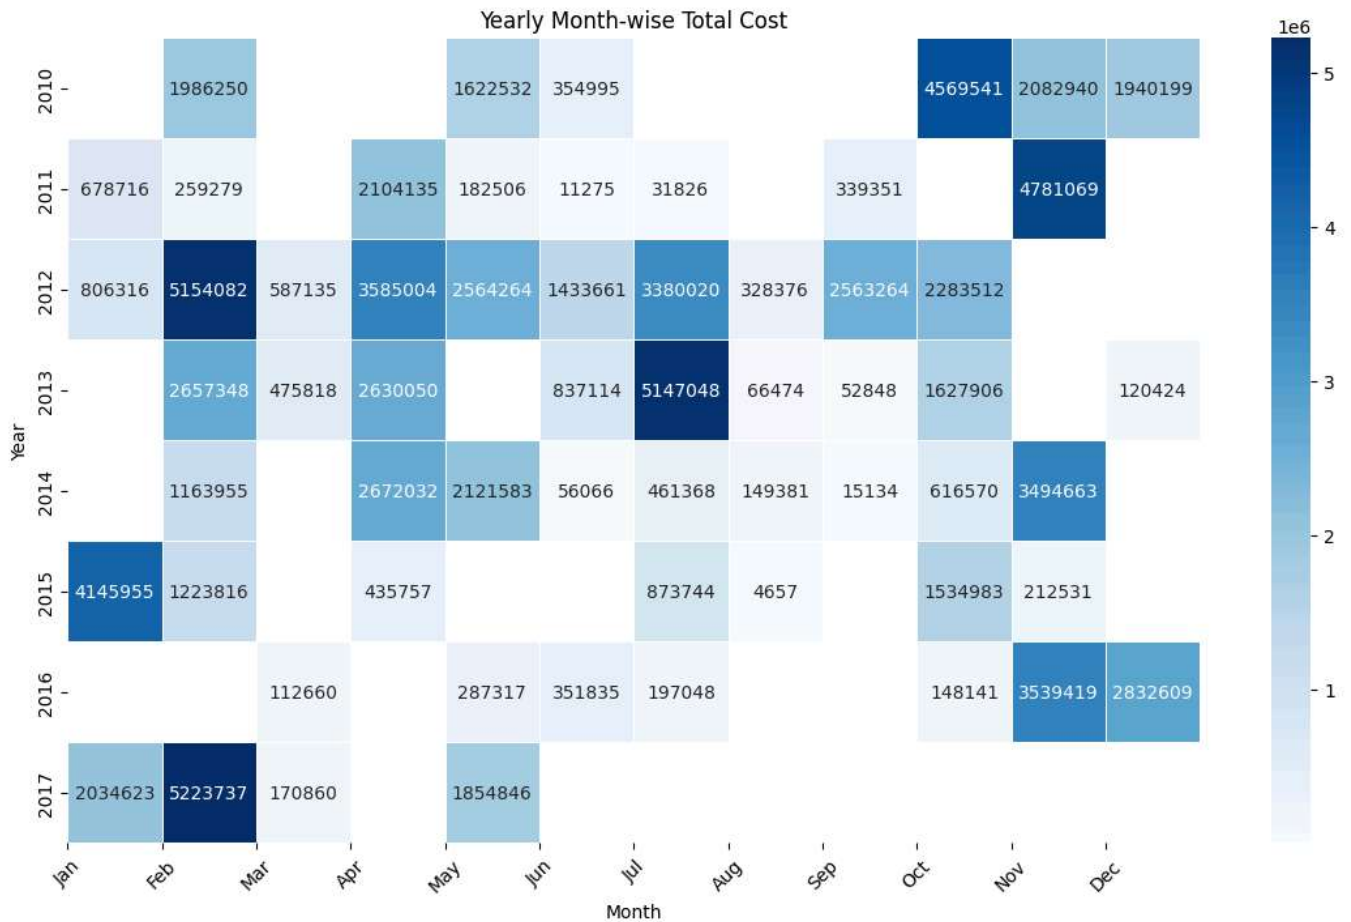 Yearly Month-wise Total Cost
1e6
2010 1986250 1622532 354995 4569541 2082940 1940199
5
2011 678716 259279 2104135 182506 11275 31826 339351 4781069
4
2012 806316 5154082 587135 3585004 2564264 1433661 3380020 328376 2563264 2283512
3
2013 2657348 475818 2630050 837114 5147048 66474 52848 1627906 120424
Year
2014 1163955 2672032 2121583 56066 461368 149381 15134 616570 3494663
2
2015 4145955 1223816 435757 873744 4657 1534983 212531
2016 112660 287317 351835 197048 148141 3539419 2832609
1
2017 2034623 5223737 170860 1854846
Jan Feb Mar Apr May Jun Jul Aug Sep Oct Nov Dec
Month